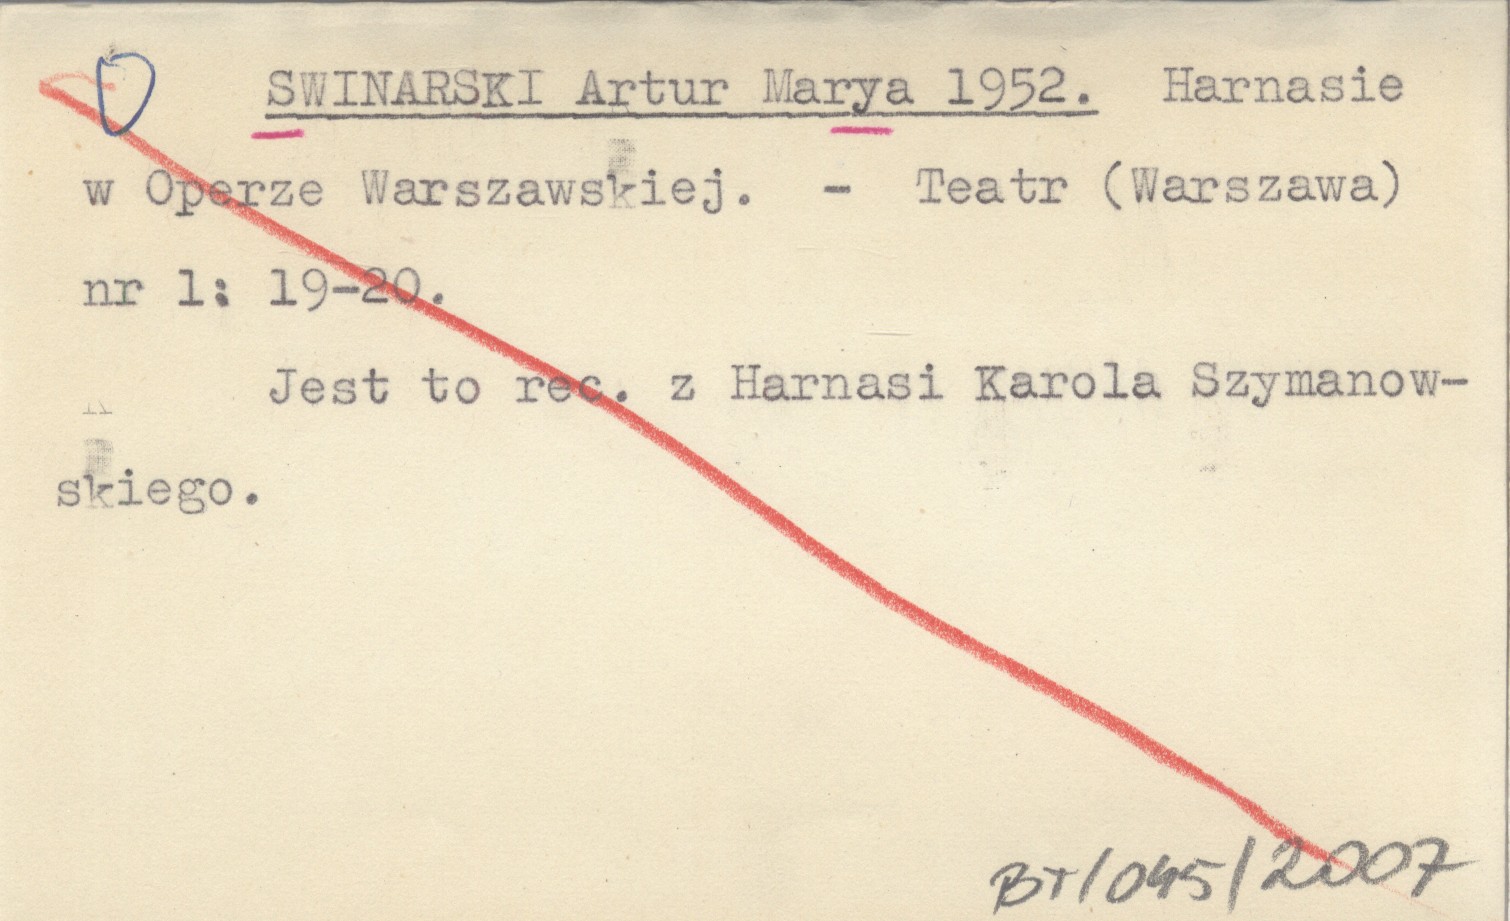 SWINARSKI Artur Marya 1952. Harnasie
w Operze Warszawskiej. - Teatr (Warszawa)
nr 1: 19-20.
Jest to rec. z Harnasi Karola Szymanow-
skiego.
BT/045/2007